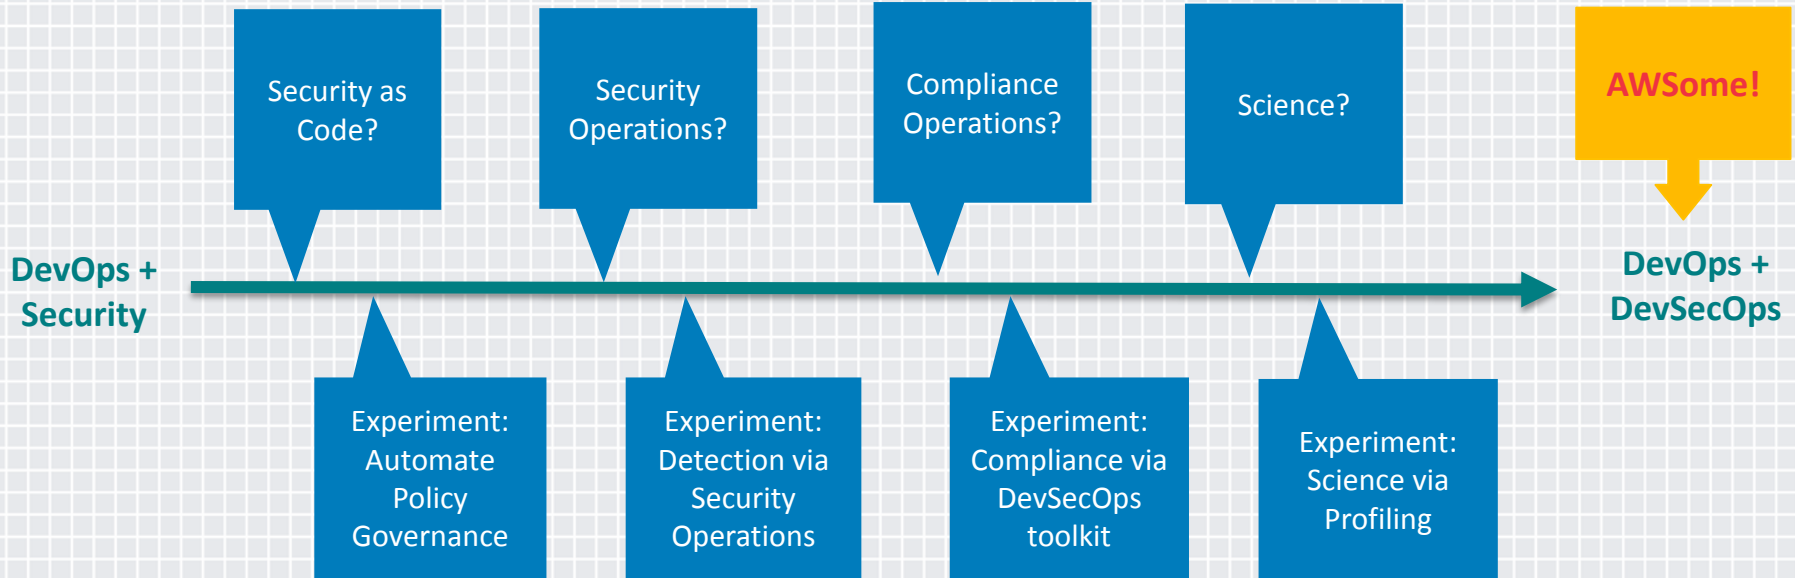 Security as
Code?
Security
Operations?
Compliance
Operations?
Science?
AWSome!
DevOps +
Security
DevOps +
DevSecOps
Experiment:
Automate
Policy
Governance
Experiment:
Detection via
Security
Operations
Experiment:
Compliance via
DevSecOps
toolkit
Experiment:
Science via
Profiling